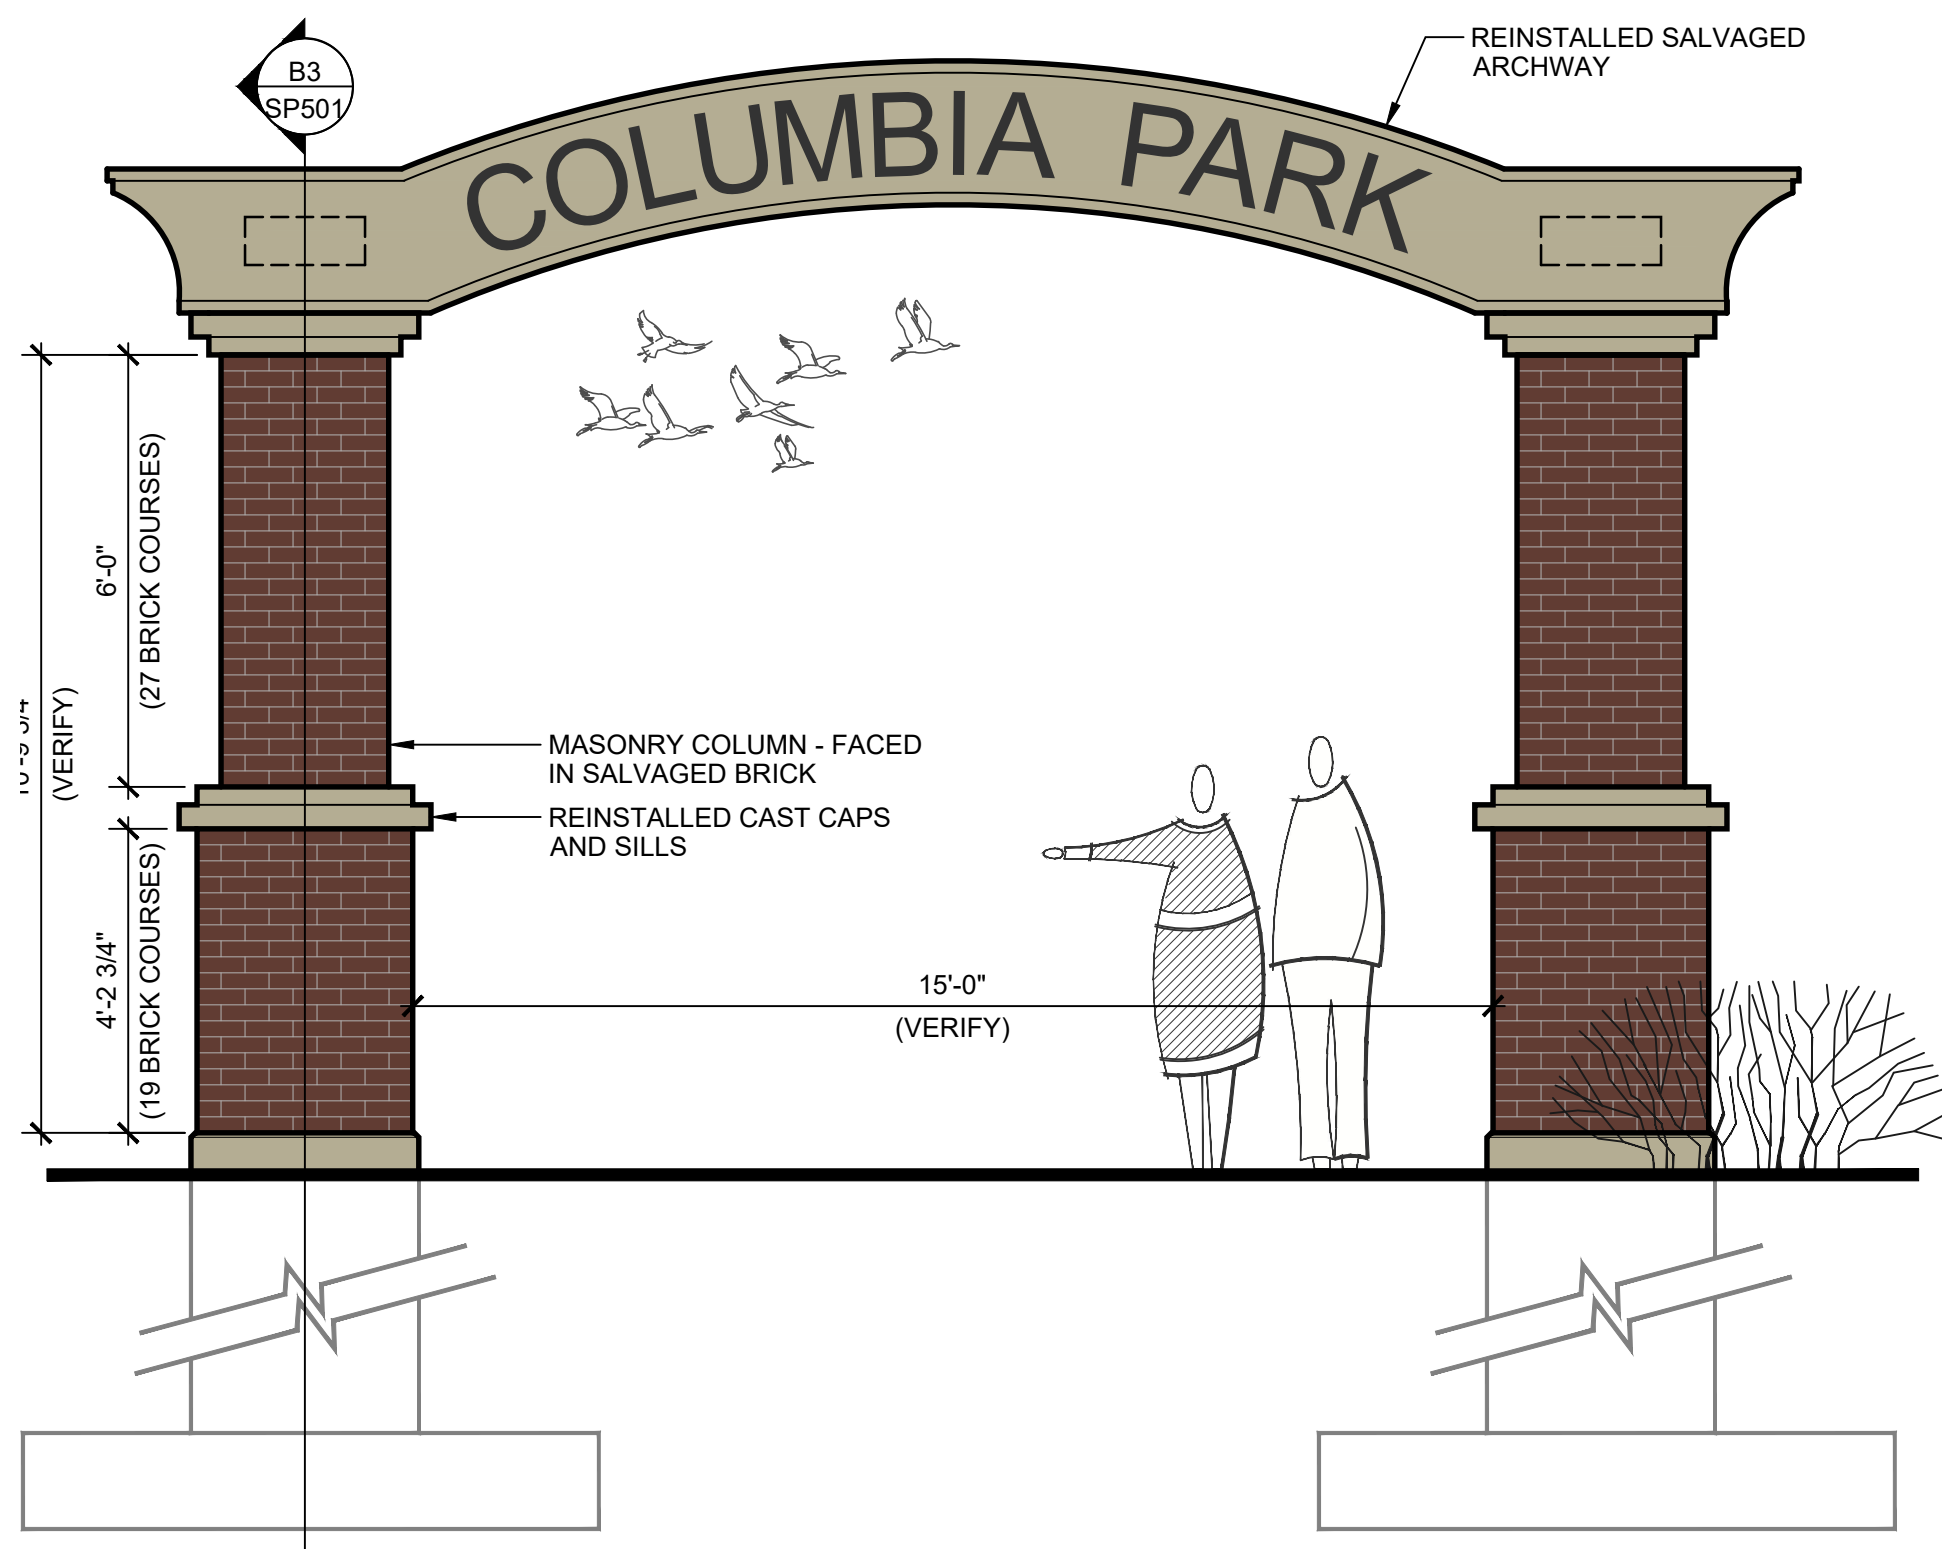 B3
SP501
REINSTALLED SALVAGED
ARCHWAY
COLUMBIA PARK
6'-0"
(27 BRICK COURSES)
(VERIFY)
MASONRY COLUMN - FACED
IN SALVAGED BRICK
REINSTALLED CAST CAPS
AND SILLS
4'-2 3/4"
(19 BRICK COURSES)
15'-0"
(VERIFY)